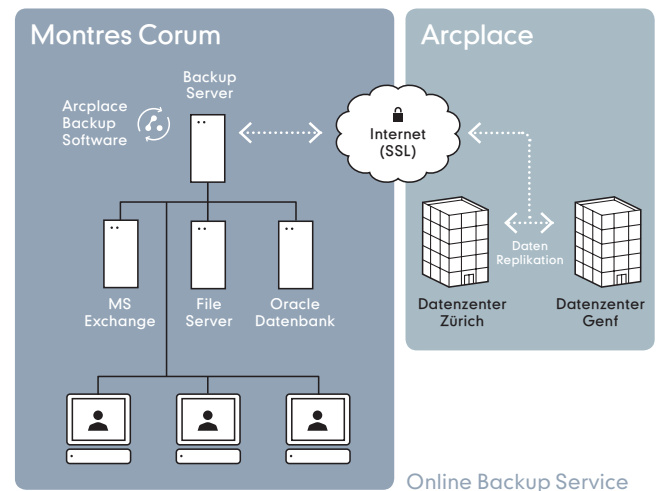 Montres Corum
Arcplace
Backup
Server
Arcplace
Backup
Software
Internet
(SSL)
MS
Exchange
File
Server
Oracle
Datenbank
Daten
Replikation
Datenzenter
Zürich
Datenzenter
Genf
Online Backup Service